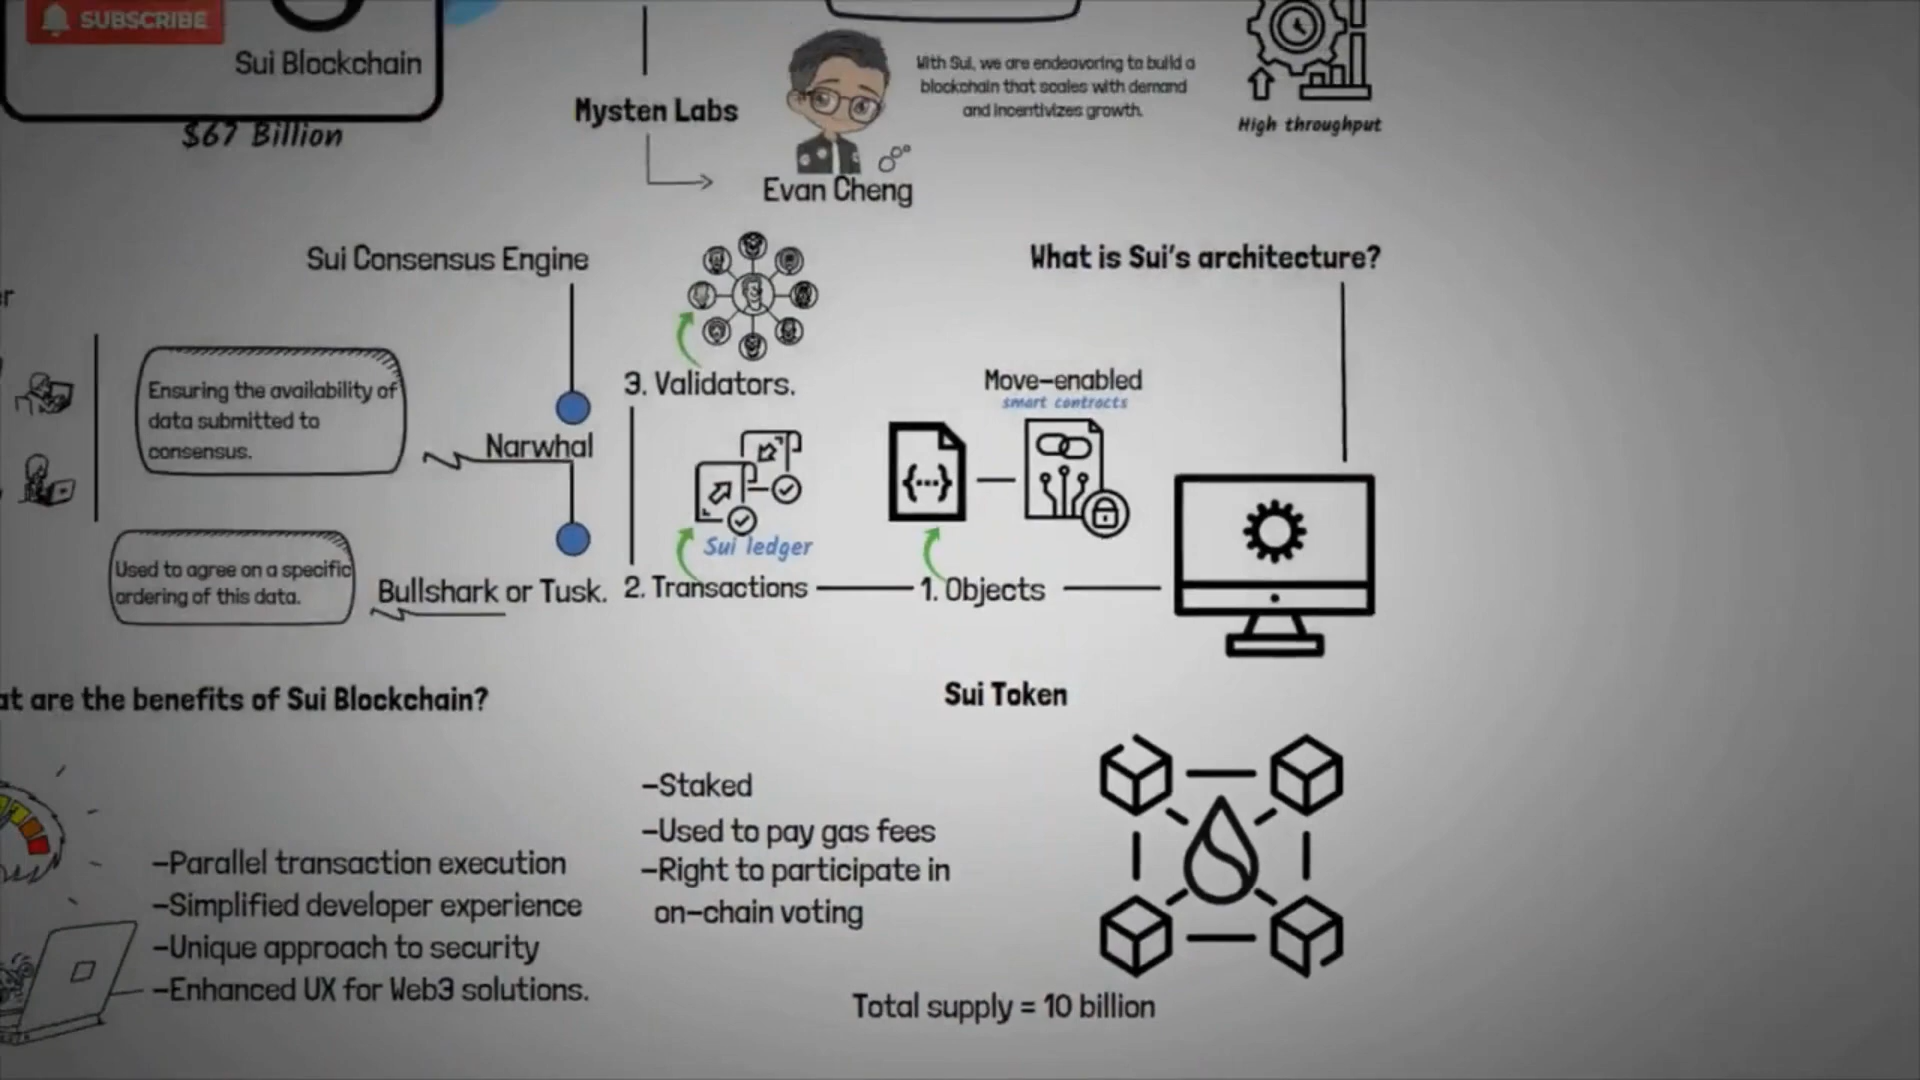 SUBSCRIBE
Sui Blockchain
$67 Billion
Mysten Labs
Evan Cheng
With Sui, we are endeavoring to build a
blockchain that scales with demand
and incentivizes growth.
High throughput
Sui Consensus Engine
Narwhal
Ensuring the availability of
data submitted to
consensus.
Bullshark or Tusk.
Used to agree on a specific
ordering of this data.
3. Validators.
Sui ledger
2. Transactions
What is Sui's architecture?
Move-enabled
smart contracts
{...}
1. Objects
are the benefits of Sui Blockchain?
-Parallel transaction execution
-Simplified developer experience
-Unique approach to security
-Enhanced UX for Web3 solutions.
Sui Token
-Staked
-Used to pay gas fees
-Right to participate in
on-chain voting
Total supply = 10 billion